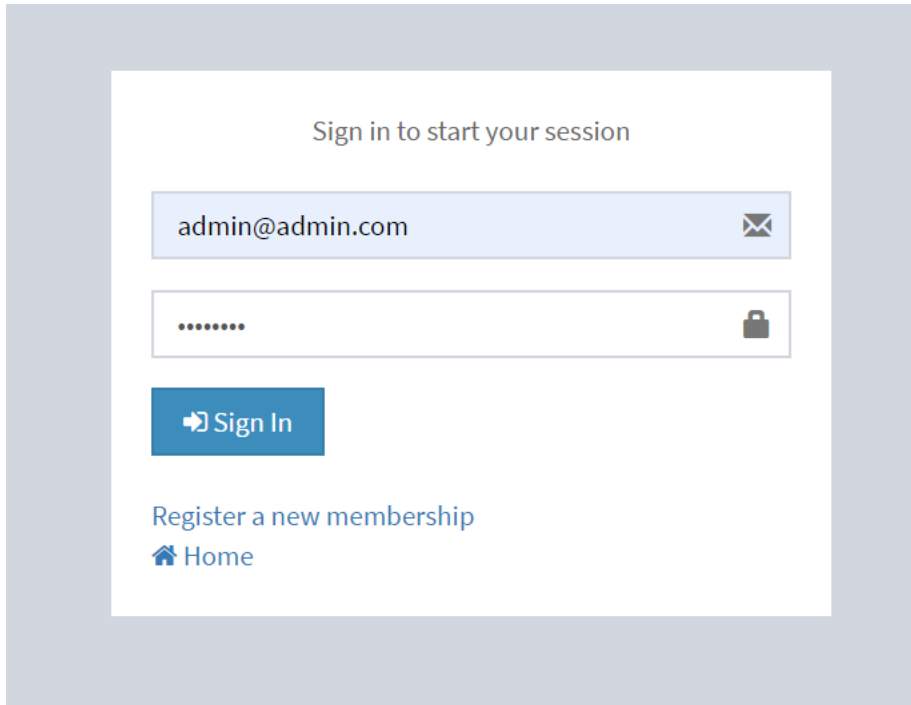 Sign in to start your session
admin@admin.com
••••••••
Sign In
Register a new membership
Home